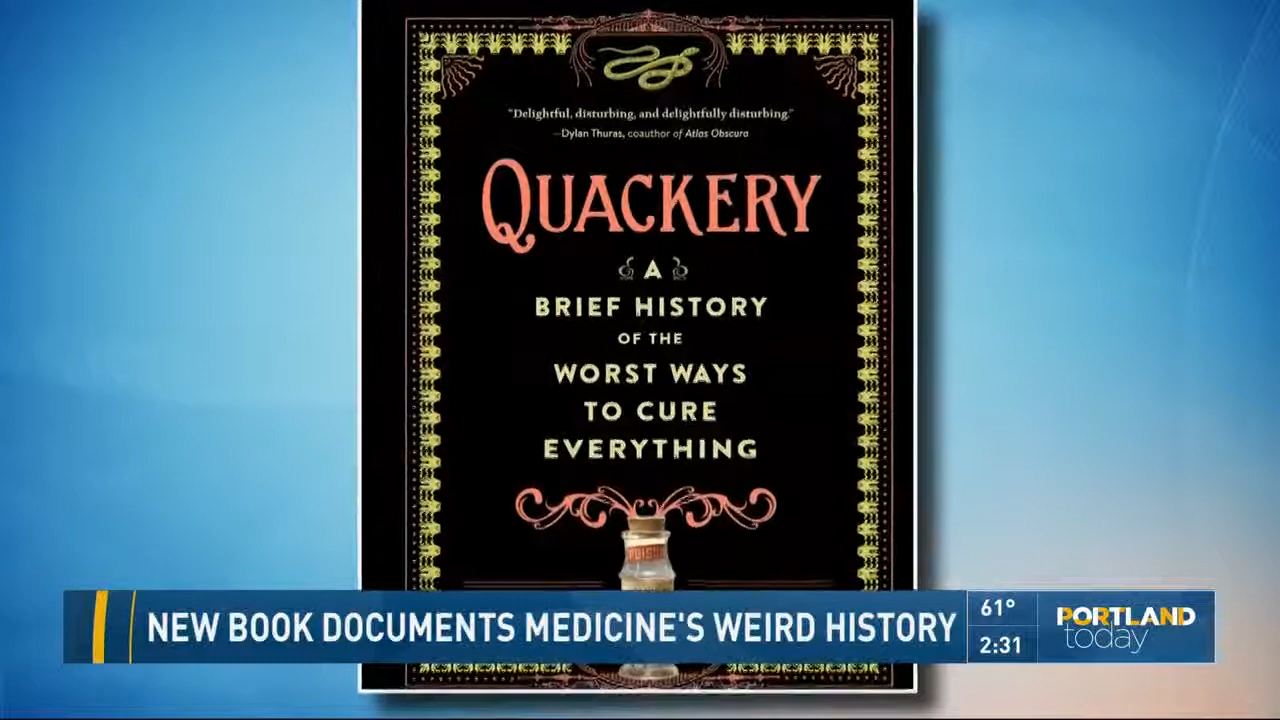 "Delightful, disturbing, and delightfully disturbing."
—Dylan Thuras, coauthor of Atlas Obscura
QUACKERY
A
BRIEF HISTORY
OF THE
WORST WAYS
TO CURE
EVERYTHING
NEW BOOK DOCUMENTS MEDICINE'S WEIRD HISTORY
61°
2:31
PORTLAND
today